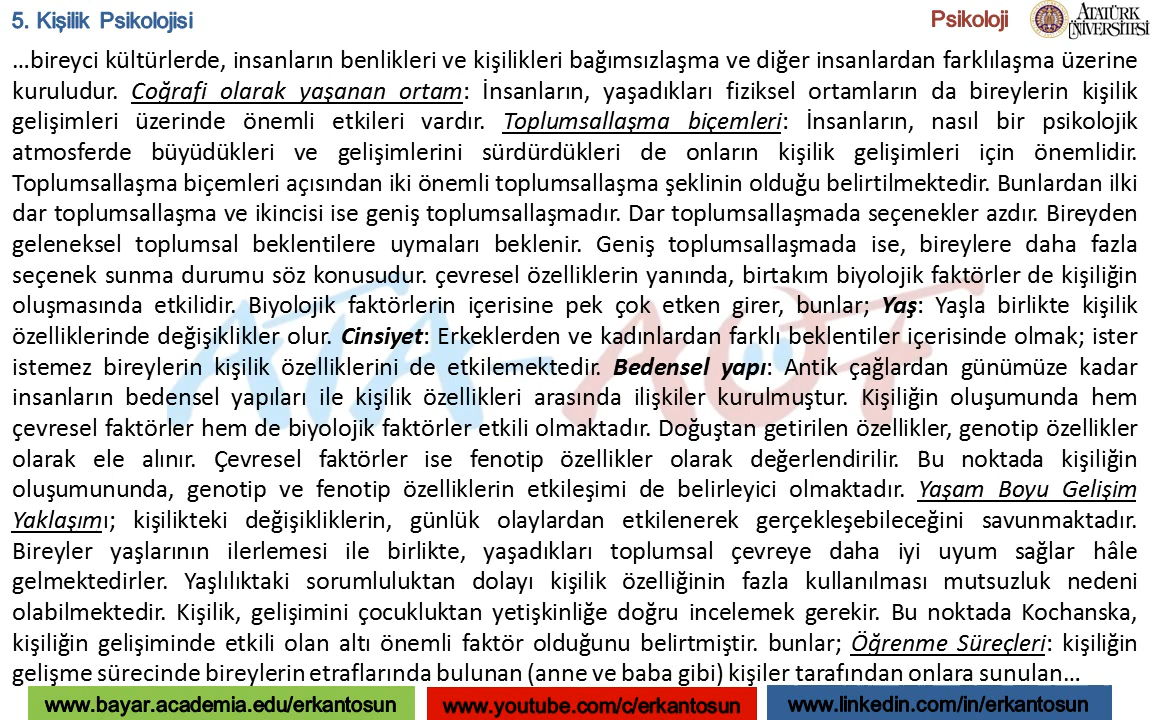 5. Kişilik Psikolojisi
Psikoloji
ATATÜRK
ÜNİVERSİTESİ
...bireyci kültürlerde, insanların benlikleri ve kişilikleri bağımsızlaşma ve diğer insanlardan farklılaşma üzerine
kuruludur. Coğrafi olarak yaşanan ortam: İnsanların, yaşadıkları fiziksel ortamların da bireylerin kişilik
gelişimleri üzerinde önemli etkileri vardır. Toplumsallaşma biçemleri: İnsanların, nasıl bir psikolojik
atmosferde büyüdükleri ve gelişimlerini sürdürdükleri de onların kişilik gelişimleri için önemlidir.
Toplumsallaşma biçemleri açısından iki önemli toplumsallaşma şeklinin olduğu belirtilmektedir. Bunlardan ilki
dar toplumsallaşma ve ikincisi ise geniş toplumsallaşmadır. Dar toplumsallaşmada seçenekler azdır. Bireyden
geleneksel toplumsal beklentilere uymaları beklenir. Geniş toplumsallaşmada ise, bireylere daha fazla
seçenek sunma durumu söz konusudur. çevresel özelliklerin yanında, birtakım biyolojik faktörler de kişiliğin
oluşmasında etkilidir. Biyolojik faktörlerin içerisine pek çok etken girer, bunlar; Yaş: Yaşla birlikte kişilik
özelliklerinde değişiklikler olur. Cinsiyet: Erkeklerden ve kadınlardan farklı beklentiler içerisinde olmak; ister
istemez bireylerin kişilik özelliklerini de etkilemektedir. Bedensel yapı: Antik çağlardan günümüze kadar
insanların bedensel yapıları ile kişilik özellikleri arasında ilişkiler kurulmuştur. Kişiliğin oluşumunda hem
çevresel faktörler hem de biyolojik faktörler etkili olmaktadır. Doğuştan getirilen özellikler, genotip özellikler
olarak ele alınır. Çevresel faktörler ise fenotip özellikler olarak değerlendirilir. Bu noktada kişiliğin
oluşumununda, genotip ve fenotip özelliklerin etkileşimi de belirleyici olmaktadır. Yaşam Boyu Gelişim
Yaklaşımı; kişilikteki değişikliklerin, günlük olaylardan etkilenerek gerçekleşebileceğini savunmaktadır.
Bireyler yaşlarının ilerlemesi ile birlikte, yaşadıkları toplumsal çevreye daha iyi uyum sağlar hâle
gelmektedirler. Yaşlılıktaki sorumluluktan dolayı kişilik özelliğinin fazla kullanılması mutsuzluk nedeni
olabilmektedir. Kişilik, gelişimini çocukluktan yetişkinliğe doğru incelemek gerekir. Bu noktada Kochanska,
kişiliğin gelişiminde etkili olan altı önemli faktör olduğunu belirtmiştir. bunlar; Öğrenme Süreçleri: kişiliğin
gelişme sürecinde bireylerin etraflarında bulunan (anne ve baba gibi) kişiler tarafından onlara sunulan...
ATA-AÖF
www.bayar.academia.edu/erkantosun
www.youtube.com/c/erkantosun
www.linkedin.com/in/erkantosun